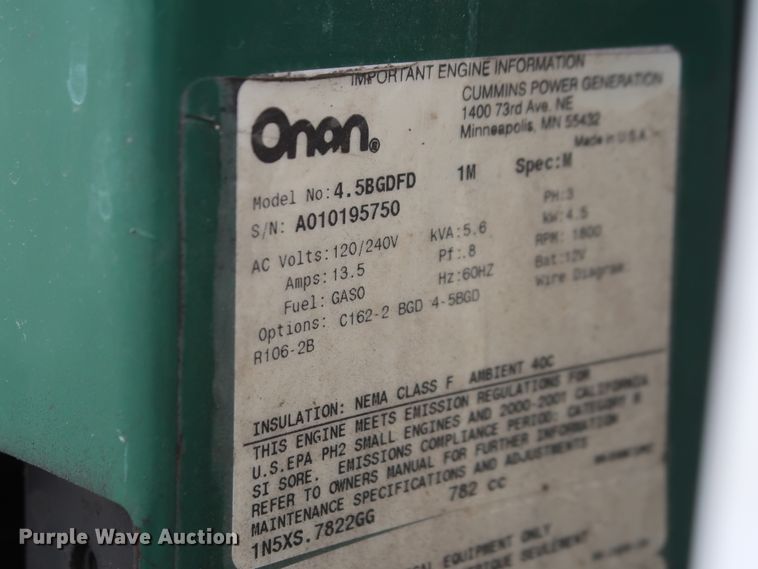 IMPORTANT ENGINE INFORMATION
Onan®
CUMMINS POWER GENERATION
1400 73rd Ave. NE
Minneapolis, MN 55432
Made in U.S.A.
Model No: 4.5BGDFD 1M Spec:M
S/N: A010195750 PH:3
AC Volts:120/240V kVA:5.6 kW:4.5
Amps:13.5 Pf:.8 RPM: 1800
Fuel: GASO Hz:60HZ Bat:12V
Options: C162-2 BGD 4-5BGD Wire Diagram:
R106-2B
INSULATION: NEMA CLASS F AMBIENT 40C
THIS ENGINE MEETS EMISSION REGULATIONS FOR
U.S.EPA PH2 SMALL ENGINES AND 2000-2001 CALIFORNIA
SI SORE. EMISSIONS COMPLIANCE PERIOD: CATEGORY
REFER TO OWNERS MANUAL FOR FURTHER INFORMATION
MAINTENANCE SPECIFICATIONS AND ADJUSTMENTS
1N5XS.7822GG 782 CC
EQUIPMENT ONLY
SEULEMENT
Purple Wave Auction